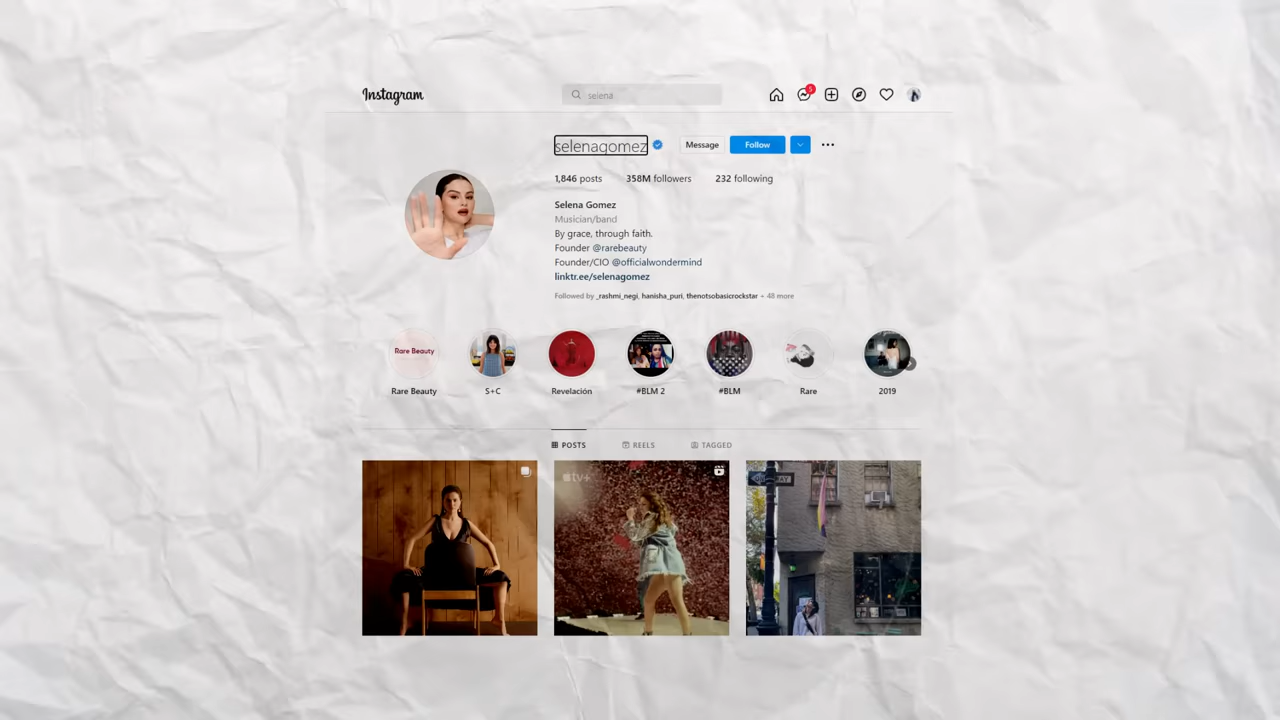 Instagram
selena
5
selenagomez Message Follow
1,846 posts 358M followers 232 following
Selena Gomez
Musician/band
By grace, through faith.
Founder @rarebeauty
Founder/CIO @officialwondermind
linktr.ee/selenagomez
Followed by _rashmi_negi, hanisha_puri, thenotsobasicrockstar + 48 more
Rare Beauty
Rare Beauty S+C Revelación #BLM 2 #BLM Rare 2019
POSTS REELS TAGGED
tv+